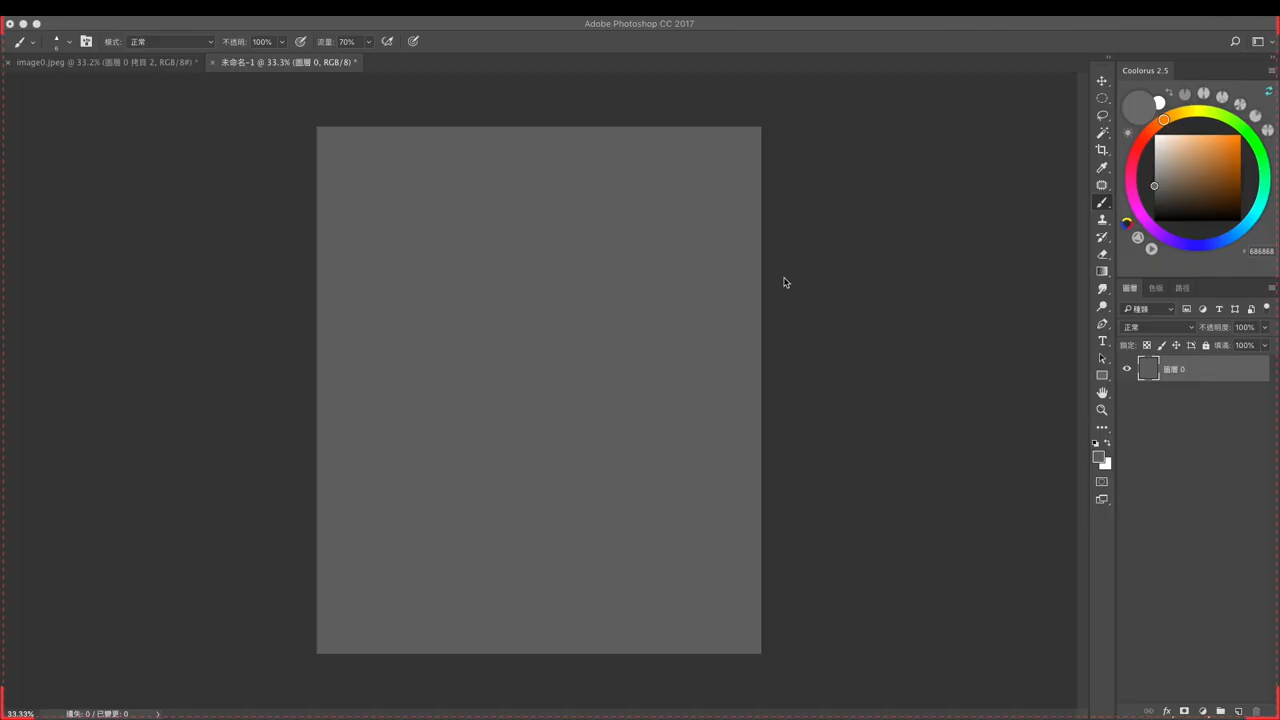 Adobe Photoshop CC 2017
6 模式: 正常 不透明: 100% 流量: 70%
× image0.jpeg @ 33.2% (圖層 0 拷貝 2, RGB/8#) * × 未命名-1 @ 33.3% (圖層 0, RGB/8) *
Coolorus 2.5
# 686868
圖層 色版 路徑
種類
正常 不透明度: 100%
鎖定: 填滿: 100%
圖層 0
33.33% 遺失: 0 / 已變更: 0